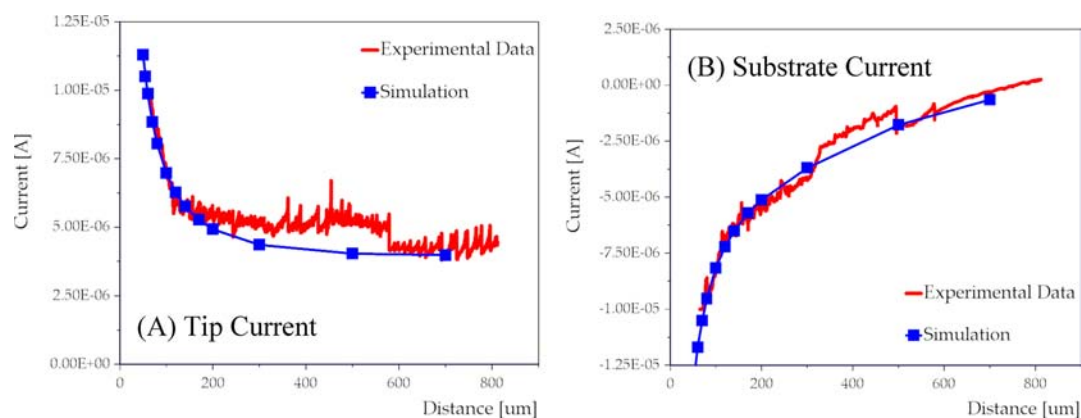 1.25E-05
1.00E-05
7.50E-06
5.00E-06
2.50E-06
0.00E+00
Current [A]
Experimental Data
Simulation
(A) Tip Current
0
200
400
600
800
Distance [um]
2.50E-06
0.00E+00
-2.50E-06
-5.00E-06
-7.50E-06
-1.00E-05
-1.25E-05
Current [A]
(B) Substrate Current
Experimental Data
Simulation
0
200
400
600
800
Distance [um]